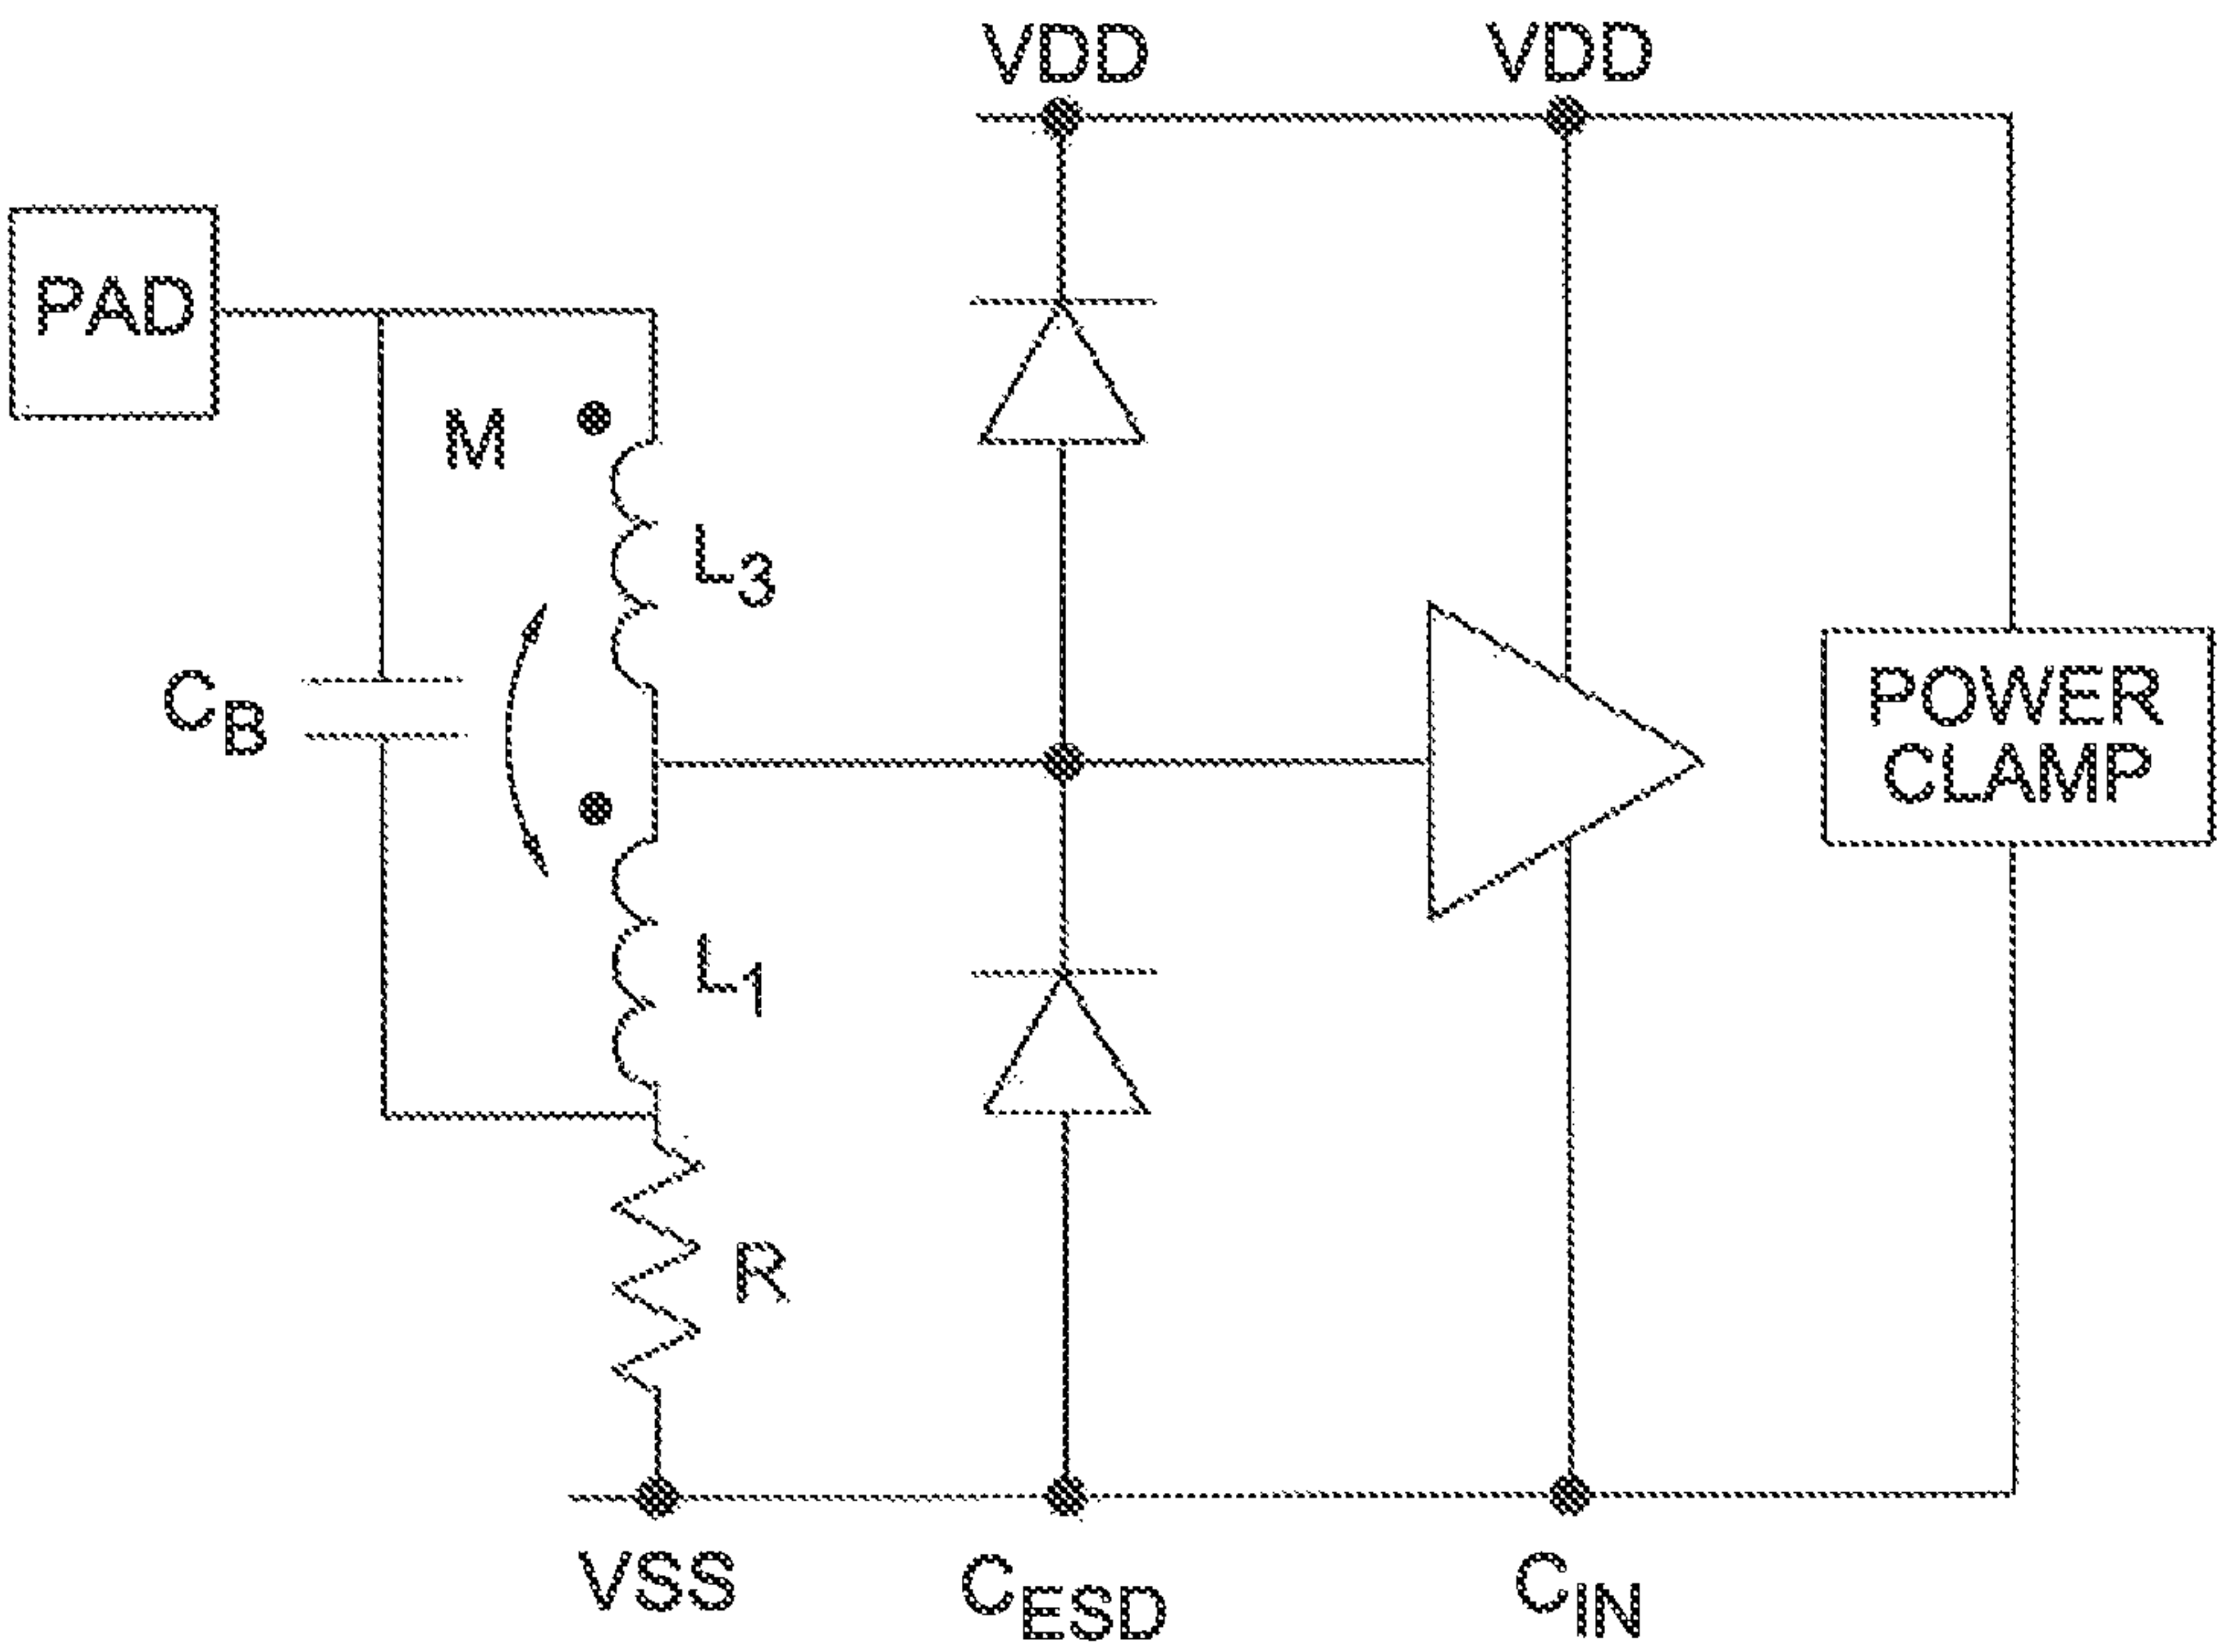 VDD
VDD
PAD
M
L3
CB
POWER
CLAMP
L1
R
VSS
CESD
CIN